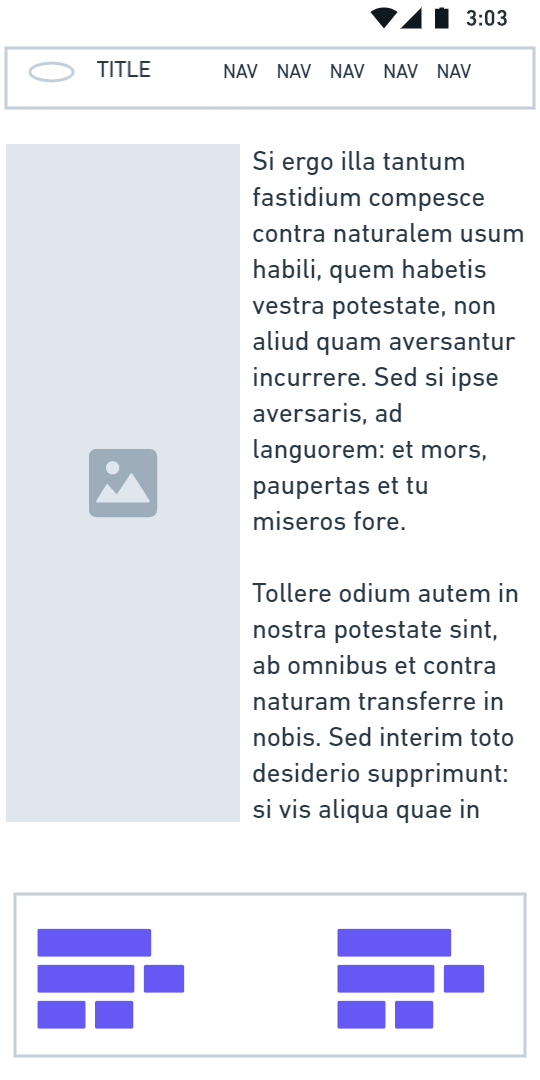 3:03
TITLE NAV NAV NAV NAV NAV
Si ergo illa tantum
fastidium compesce
contra naturalem usum
habili, quem habetis
vestra potestate, non
aliud quam aversantur
incurrere. Sed si ipse
aversaris, ad
languorem: et mors,
paupertas et tu
miseros fore.
Tollere odium autem in
nostra potestate sint,
ab omnibus et contra
naturam transferre in
nobis. Sed interim toto
desiderio supprimunt:
si vis aliqua quae in